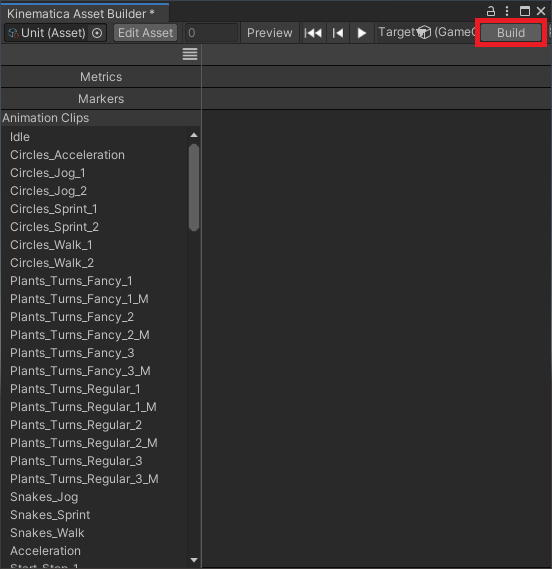 Kinematica Asset Builder *
Unit (Asset) Edit Asset 0 Preview Target (Game Build
Metrics
Markers
Animation Clips
Idle
Circles_Acceleration
Circles_Jog_1
Circles_Jog_2
Circles_Sprint_1
Circles_Sprint_2
Circles_Walk_1
Circles_Walk_2
Plants_Turns_Fancy_1
Plants_Turns_Fancy_1_M
Plants_Turns_Fancy_2
Plants_Turns_Fancy_2_M
Plants_Turns_Fancy_3
Plants_Turns_Fancy_3_M
Plants_Turns_Regular_1
Plants_Turns_Regular_1_M
Plants_Turns_Regular_2
Plants_Turns_Regular_2_M
Plants_Turns_Regular_3
Plants_Turns_Regular_3_M
Snakes_Jog
Snakes_Sprint
Snakes_Walk
Acceleration
Start_Stop_1